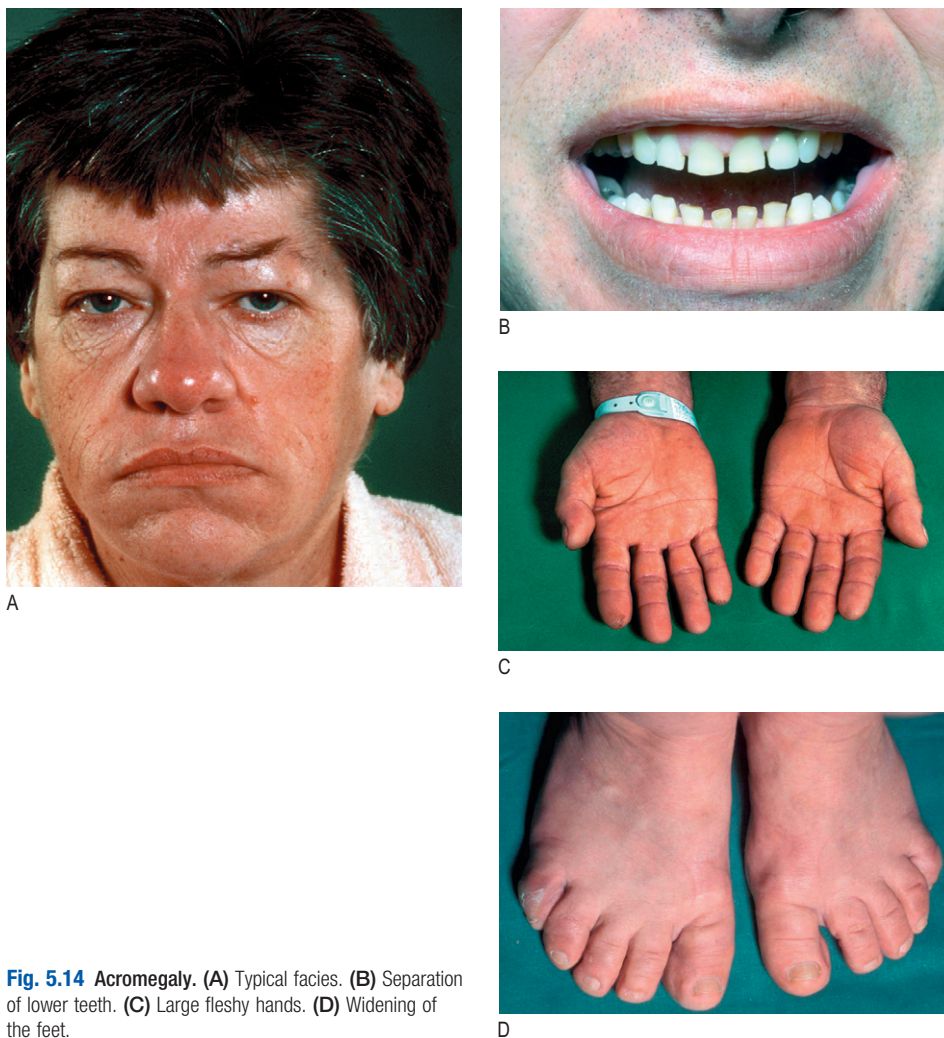 A
B
C
D
Fig. 5.14 Acromegaly. (A) Typical facies. (B) Separation
of lower teeth. (C) Large fleshy hands. (D) Widening of
the feet.